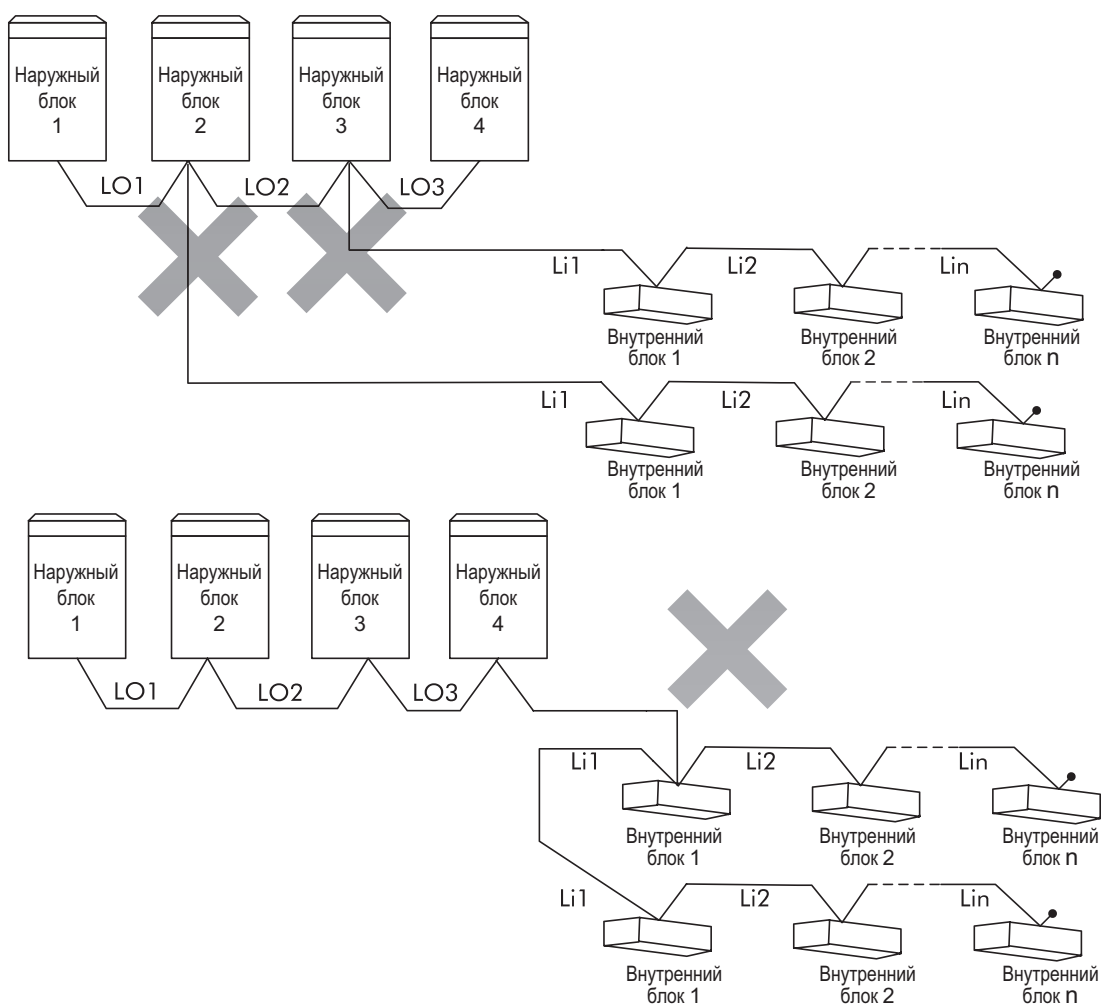 Наружный
блок
1
Наружный
блок
2
Наружный
блок
3
Наружный
блок
4
LO1
LO2
LO3
Li1
Li2
Lin
Внутренний
блок 1
Внутренний
блок 2
Внутренний
блок n
Li1
Li2
Lin
Внутренний
блок 1
Внутренний
блок 2
Внутренний
блок n
Наружный
блок
1
Наружный
блок
2
Наружный
блок
3
Наружный
блок
4
LO1
LO2
LO3
Li1
Li2
Lin
Внутренний
блок 1
Внутренний
блок 2
Внутренний
блок n
Li1
Li2
Lin
Внутренний
блок 1
Внутренний
блок 2
Внутренний
блок n